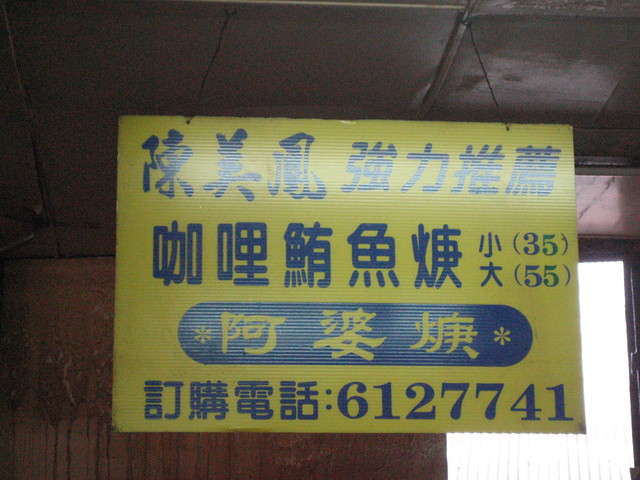 陳美鳳 強力推薦
咖哩鮪魚焿 小(35) 大(55)
*阿婆焿*
訂購電話:6127741